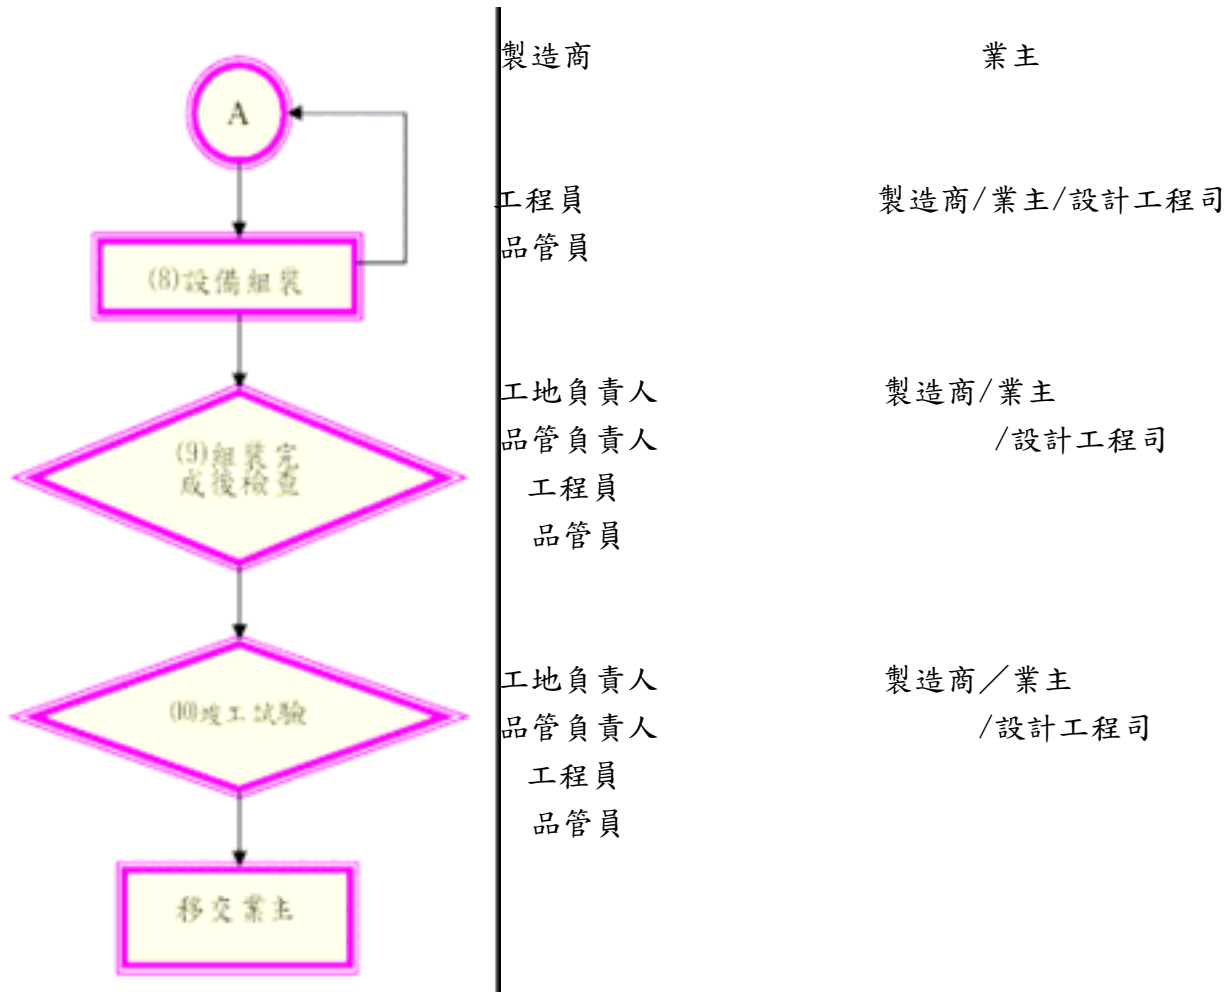 製造商 業主
A
工程員 製造商/業主/設計工程司
品管員
(8)設備組裝
工地負責人 製造商/業主
品管負責人 /設計工程司
工程員
品管員
(9)組裝完
成後檢查
工地負責人 製造商／業主
品管負責人 /設計工程司
工程員
品管員
(10)竣工試驗
移交業主